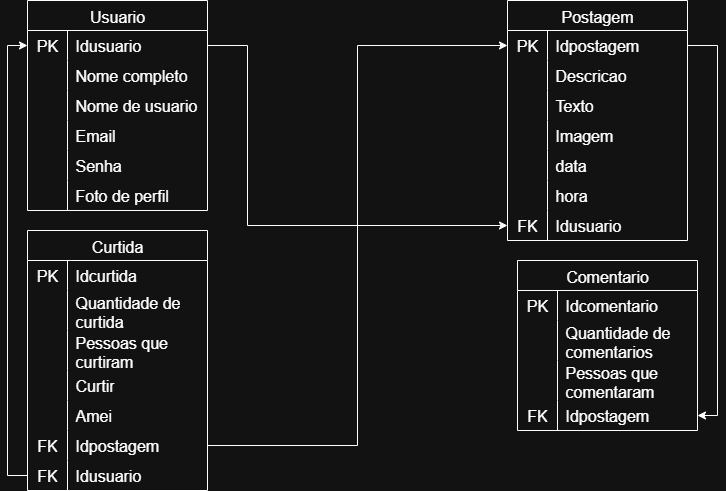 Usuario
PK Idusuario
Nome completo
Nome de usuario
Email
Senha
Foto de perfil
Postagem
PK Idpostagem
Descricao
Texto
Imagem
data
hora
FK Idusuario
Curtida
PK Idcurtida
Quantidade de
curtida
Pessoas que
curtiram
Curtir
Amei
FK Idpostagem
FK Idusuario
Comentario
PK Idcomentario
Quantidade de
comentarios
Pessoas que
comentaram
FK Idpostagem